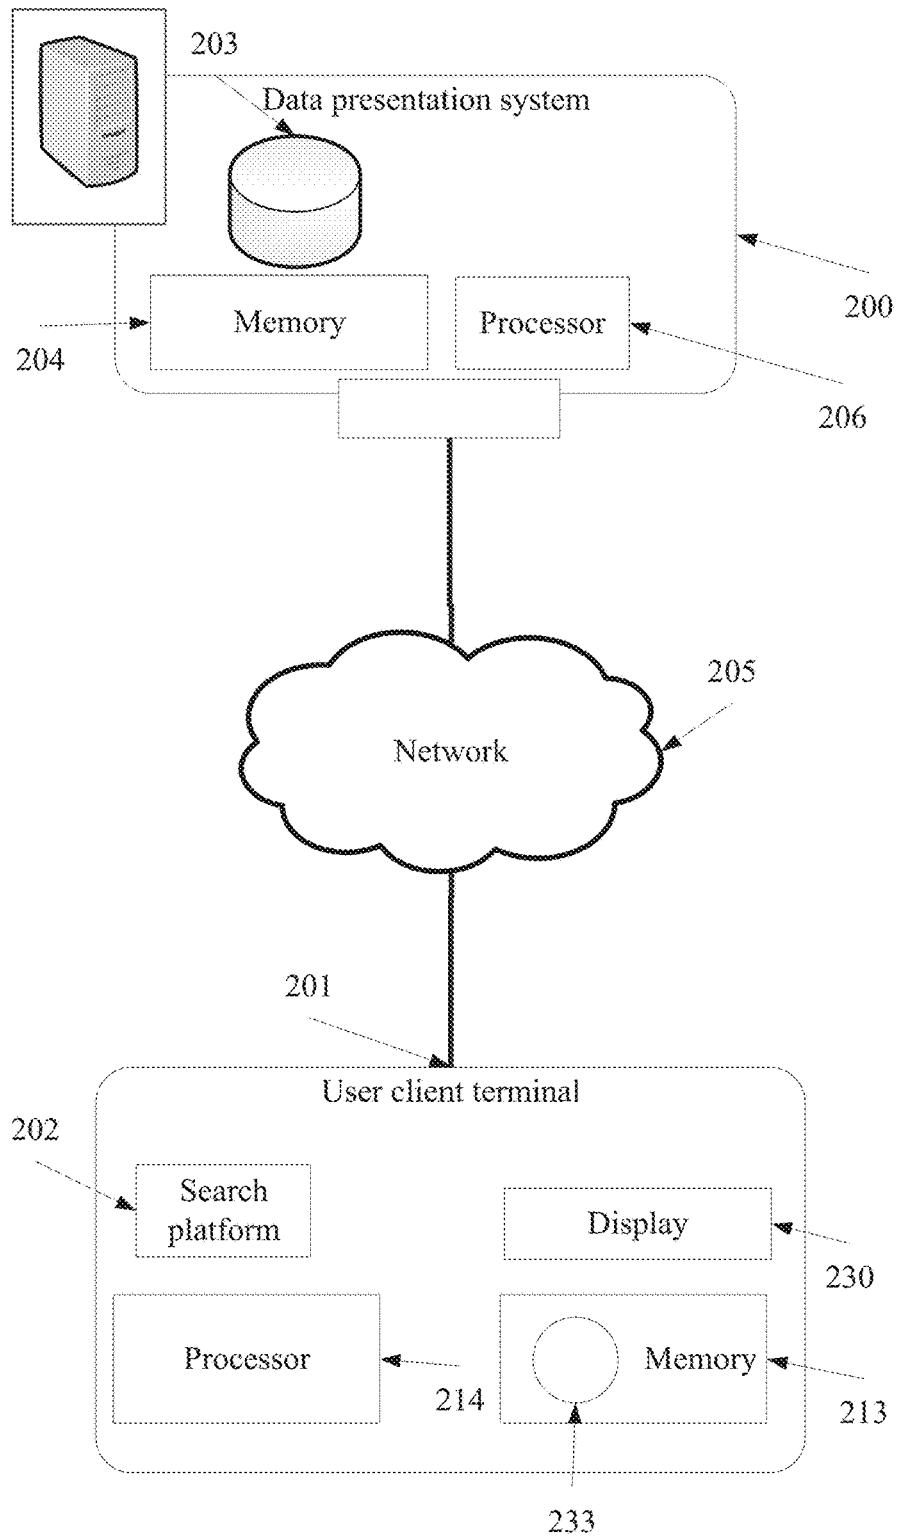 203
Data presentation system
200
Memory
Processor
204
206
205
Network
201
User client terminal
202
Search
platform
Display
230
Processor
Memory
214
213
233